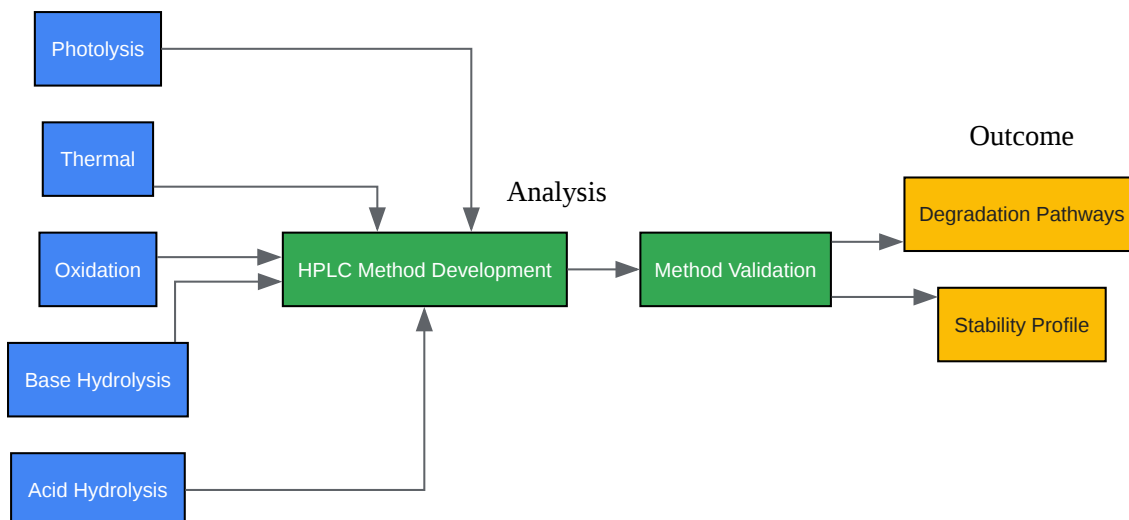 Photolysis
Thermal
Oxidation
Base Hydrolysis
Acid Hydrolysis
Analysis
HPLC Method Development
Method Validation
Outcome
Degradation Pathways
Stability Profile